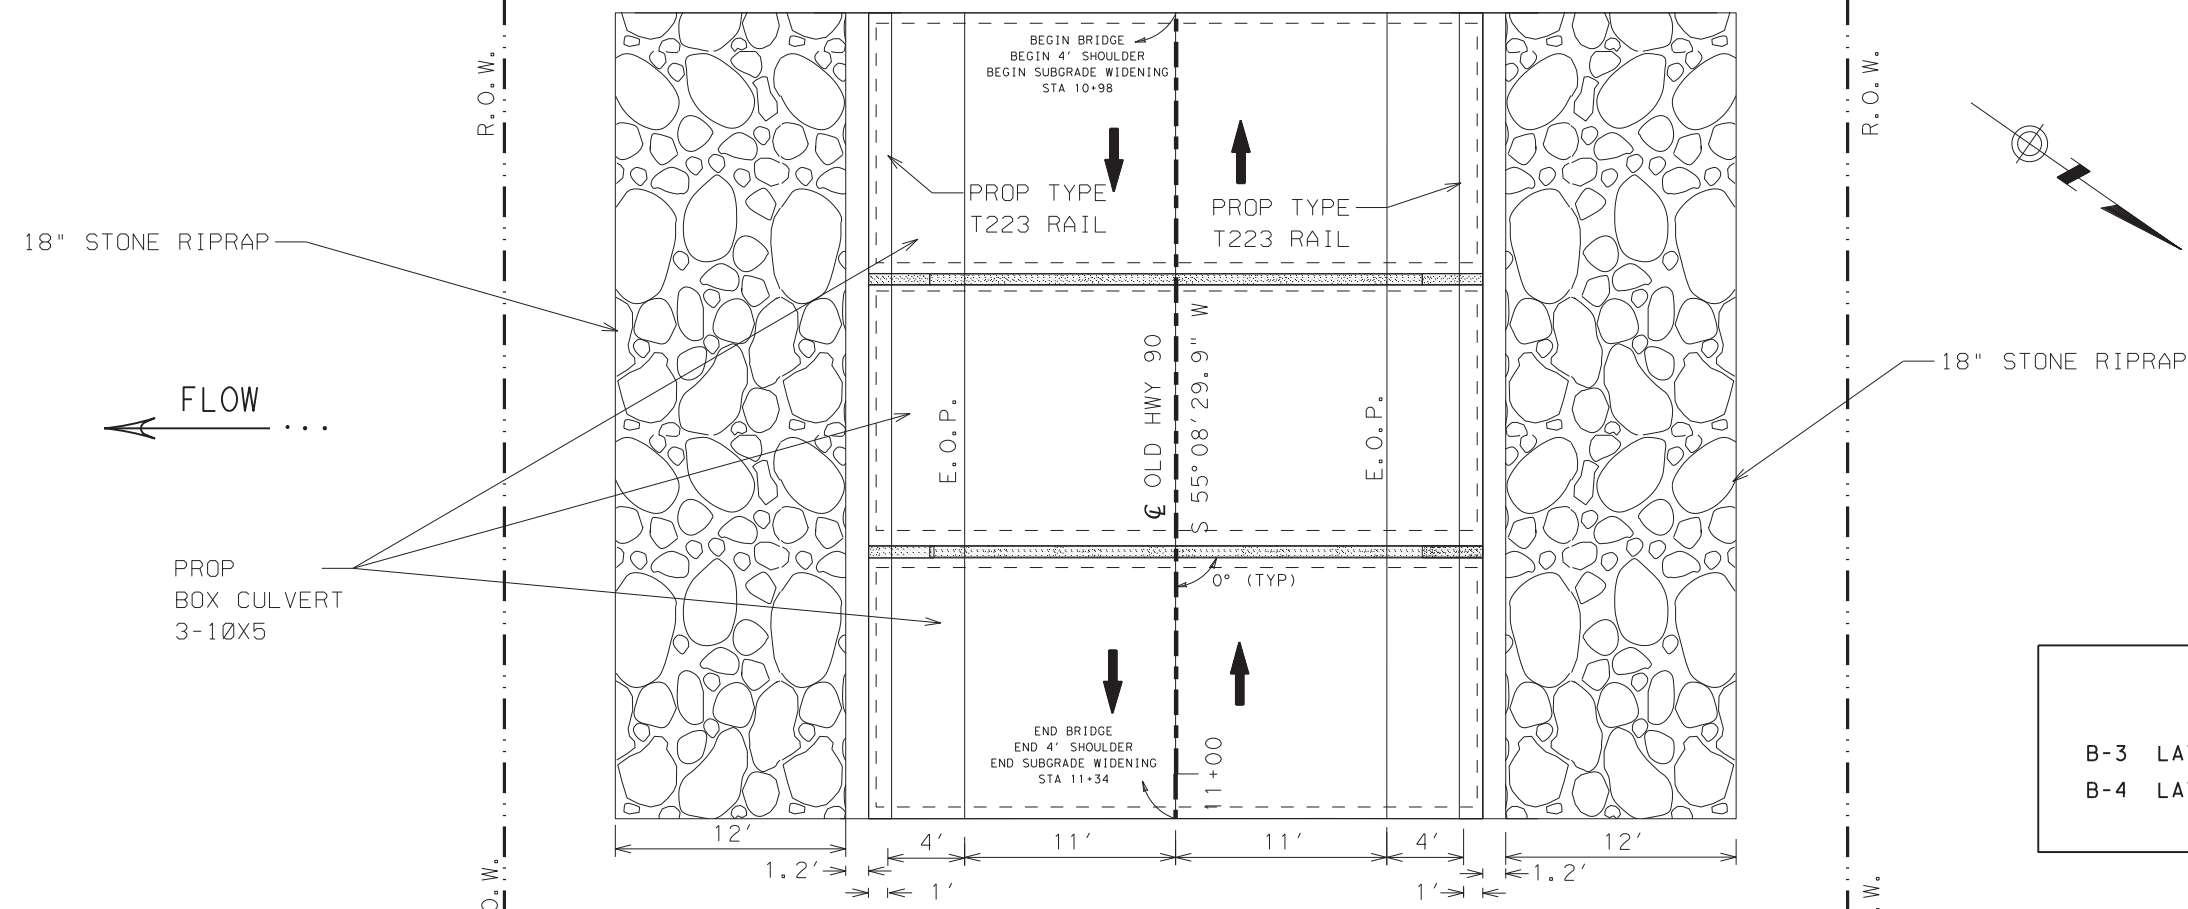 R.O.W.
R.O.W.
BEGIN BRIDGE
BEGIN 4' SHOULDER
BEGIN SUBGRADE WIDENING
STA 10+98
PROP TYPE
T223 RAIL
PROP TYPE
T223 RAIL
18" STONE RIPRAP
18" STONE RIPRAP
FLOW
E.O.P.
℄ OLD HWY 90
S 55°08'29.9" W
E.O.P.
PROP
BOX CULVERT
3-10X5
0° (TYP)
END BRIDGE
END 4' SHOULDER
END SUBGRADE WIDENING
STA 11+34
11+00
B-3 LA
B-4 LA
12'
4'
11'
11'
4'
12'
1.2'
1.2'
1'
1'
O.W.
W.